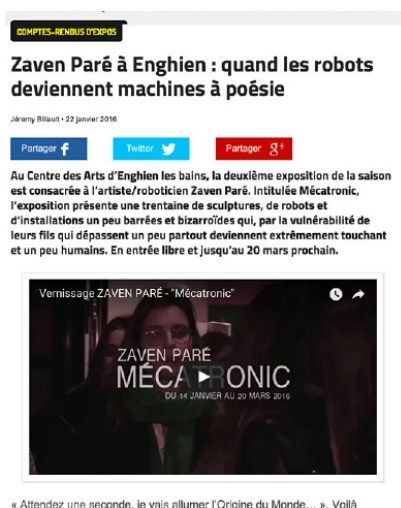 COMPTES-RENDUS D'EXPOS
Zaven Paré à Enghien : quand les robots
deviennent machines à poésie
Jéremy Billault • 22 janvier 2016
Partager f
Twitter
Partager g+
Au Centre des Arts d'Enghien les bains, la deuxième exposition de la saison
est consacrée à l'artiste/roboticien Zaven Paré. Intitulée Mécatronic,
l'exposition présente une trentaine de sculptures, de robots et
d'installations un peu barrées et bizarroïdes qui, par la vulnérabilité de
leurs fils qui dépassent un peu partout deviennent extrêmement touchant
et un peu humains. En entrée libre et jusqu'au 20 mars prochain.
Vernissage ZAVEN PARÉ - "Mécatronic"
ZAVEN PARÉ
MÉCATRONIC
DU 14 JANVIER AU 20 MARS 2016
« Attendez une seconde, je vais allumer l'Origine du Monde... ». Voilà